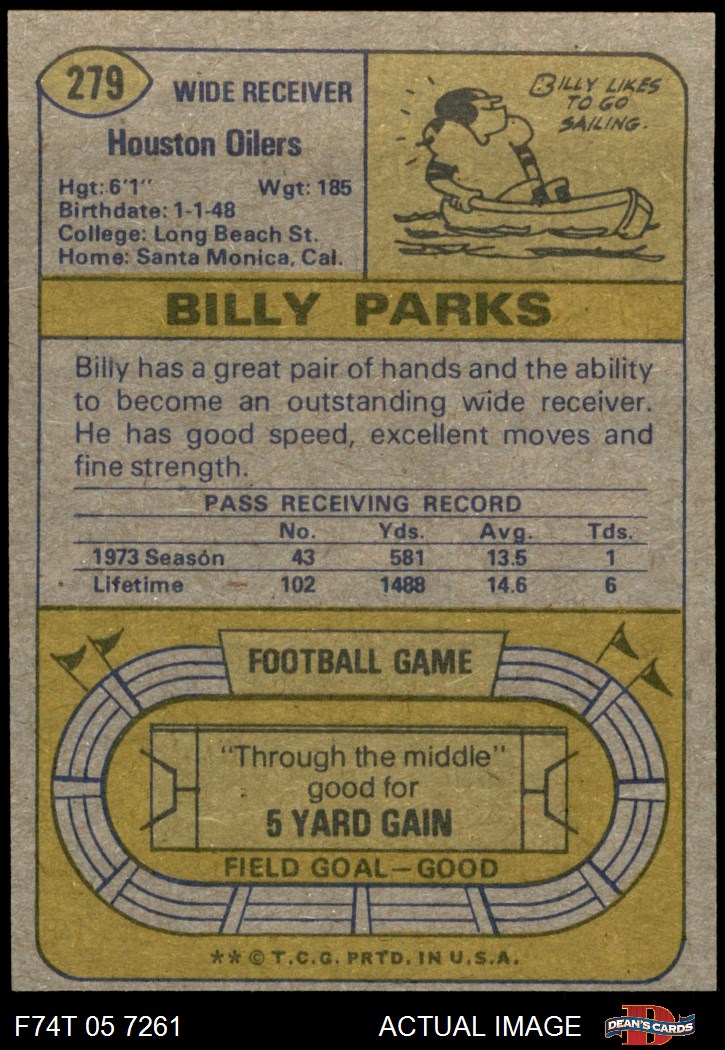 279
WIDE RECEIVER
Houston Oilers
Hgt: 6'1" Wgt: 185
Birthdate: 1-1-48
College: Long Beach St.
Home: Santa Monica, Cal.
BILLY LIKES
TO GO
SAILING.
BILLY PARKS
Billy has a great pair of hands and the ability
to become an outstanding wide receiver.
He has good speed, excellent moves and
fine strength.
PASS RECEIVING RECORD
No. Yds. Avg. Tds.
1973 Season 43 581 13.5 1
Lifetime 102 1488 14.6 6
FOOTBALL GAME
"Through the middle"
good for
5 YARD GAIN
FIELD GOAL—GOOD
** © T.C.G. PRTD. IN U.S.A.
F74T 05 7261 ACTUAL IMAGE
D
DEAN'S CARDS